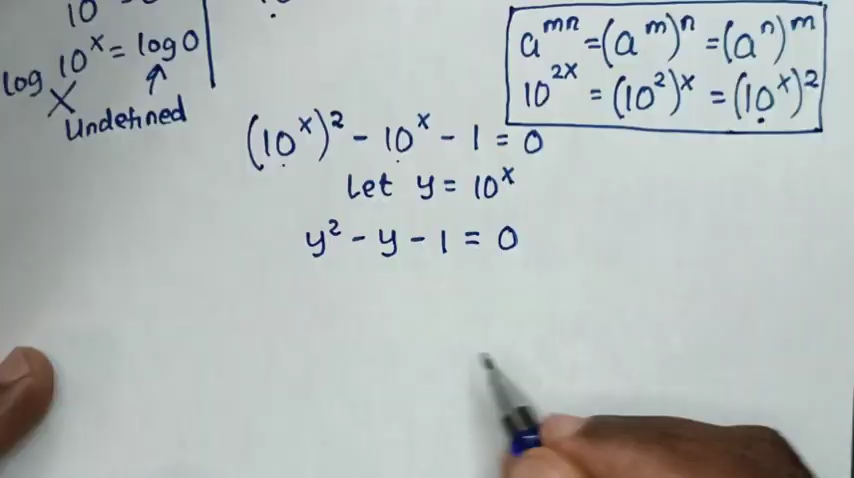 10
log 10^x = log 0
Undefined
a^mn = (a^m)^n = (a^n)^m
10^2x = (10^2)^x = (10^x)^2
(10^x)^2 - 10^x - 1 = 0
Let y = 10^x
y^2 - y - 1 = 0